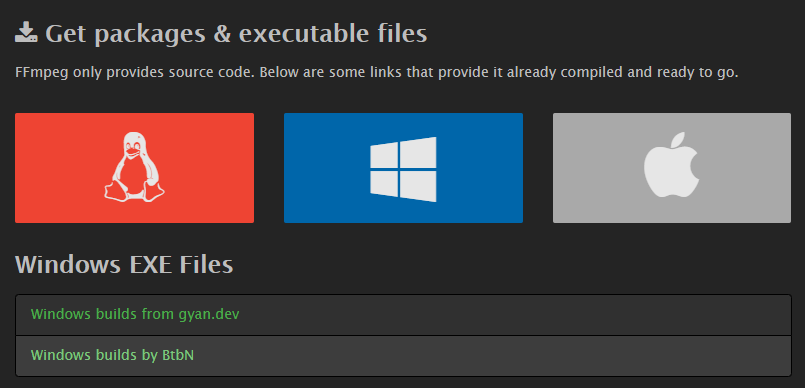 Get packages & executable files
FFmpeg only provides source code. Below are some links that provide it already compiled and ready to go.
Windows EXE Files
Windows builds from gyan.dev
Windows builds by BtbN